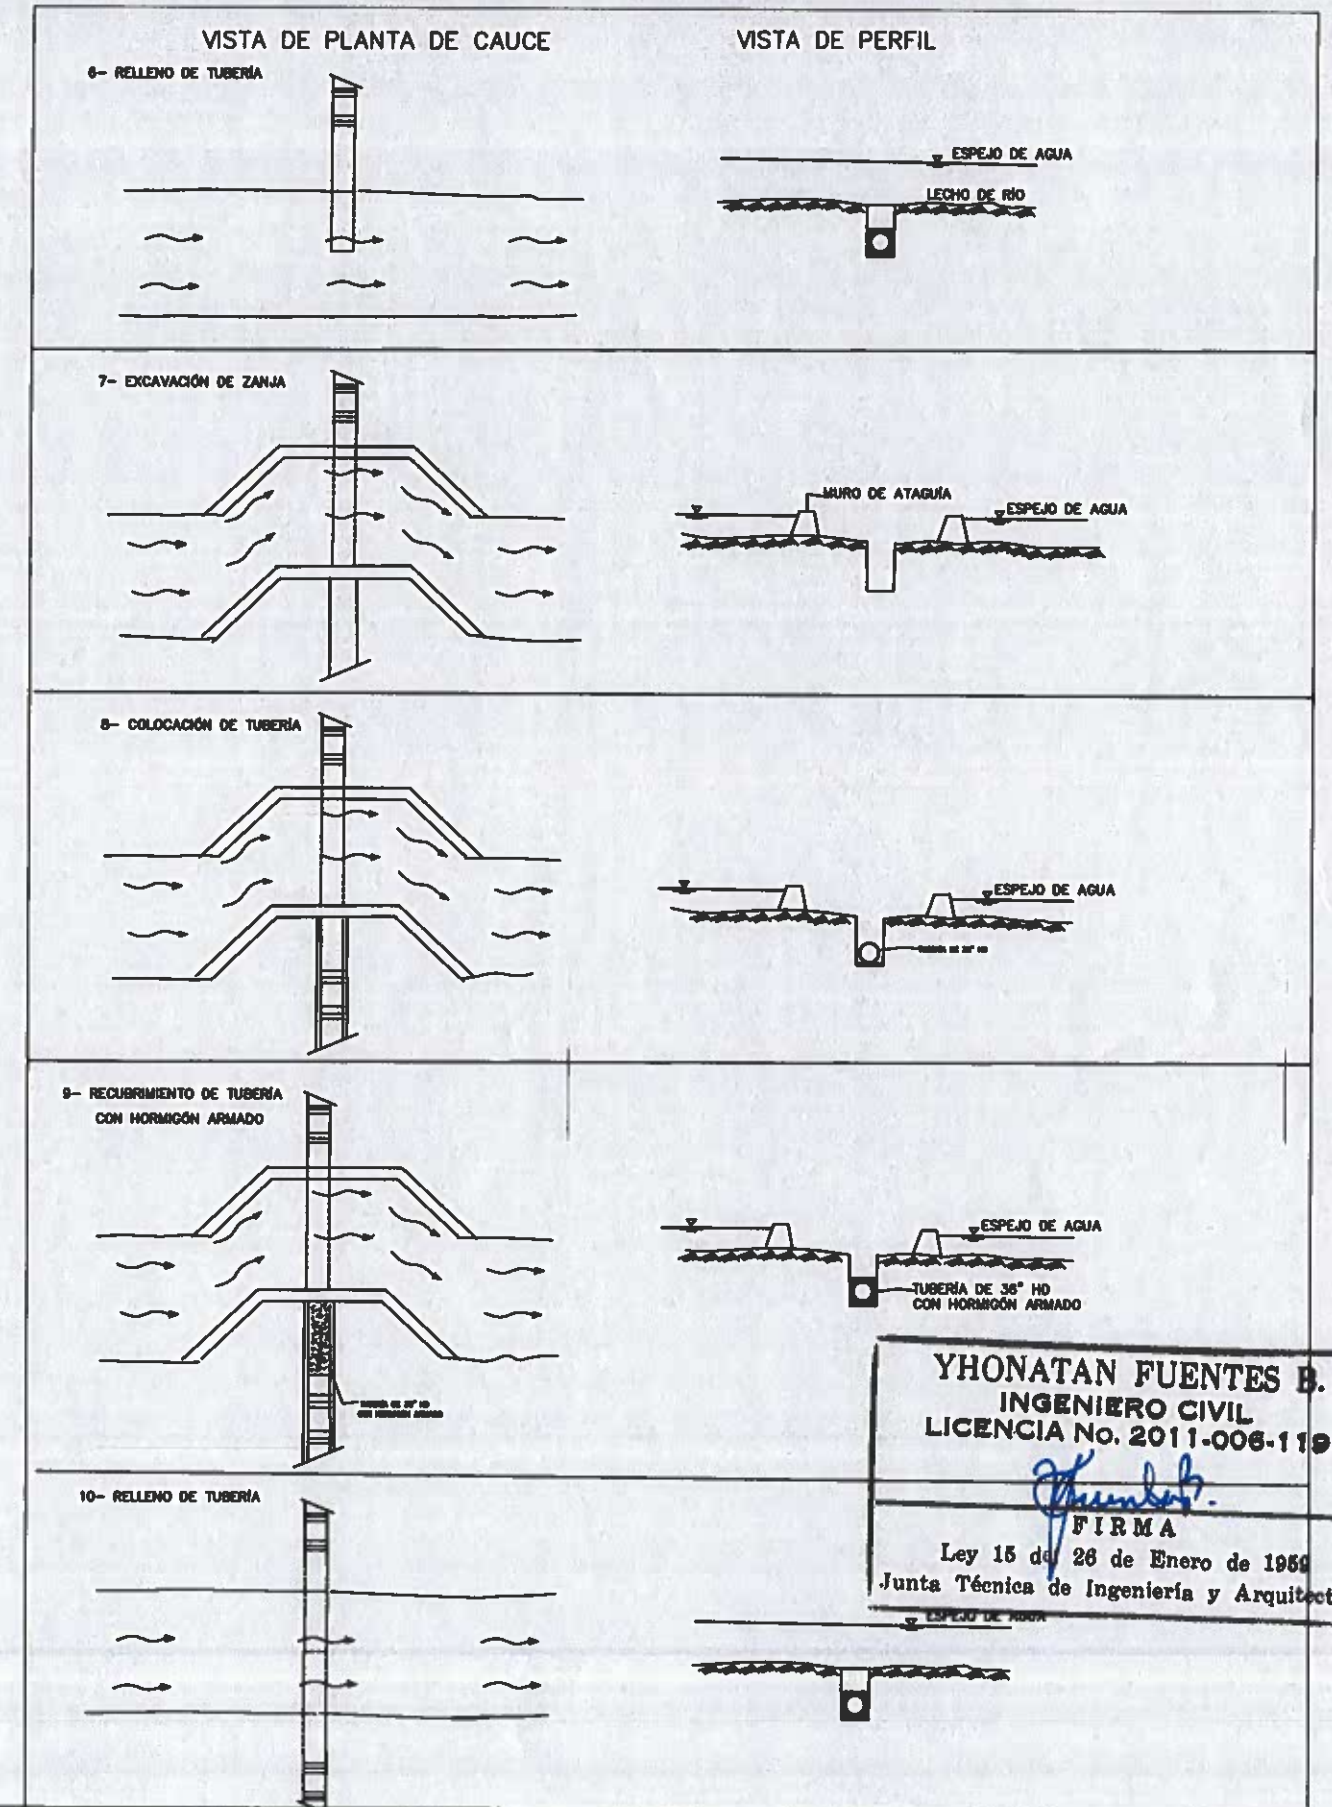 VISTA DE PLANTA DE CAUCE
VISTA DE PERFIL
6- RELLENO DE TUBERÍA
ESPEJO DE AGUA
LECHO DE RÍO
7- EXCAVACIÓN DE ZANJA
MURO DE ATAGUÍA
ESPEJO DE AGUA
8- COLOCACIÓN DE TUBERÍA
ESPEJO DE AGUA
9- RECUBRIMIENTO DE TUBERÍA
CON HORMIGÓN ARMADO
ESPEJO DE AGUA
TUBERÍA DE 36" HD
CON HORMIGÓN ARMADO
CON HORMIGÓN ARMADO
YHONATAN FUENTES B.
INGENIERO CIVIL
LICENCIA No. 2011-006-119
FIRMA
Ley 15 del 26 de Enero de 1959
Junta Técnica de Ingeniería y Arquitect
10- RELLENO DE TUBERÍA
ESPEJO DE AGUA